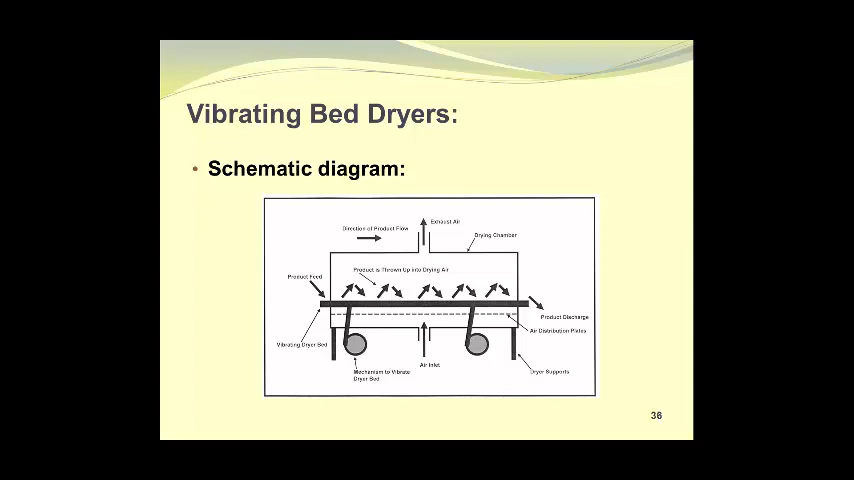 Vibrating Bed Dryers:
• Schematic diagram:
Exhaust Air
Direction of Product Flow
Drying Chamber
Product is Thrown Up into Drying Air
Product Feed
Product Discharge
Air Distribution Plates
Vibrating Dryer Bed
Air Inlet
Mechanism to Vibrate
Dryer Bed
Dryer Supports
36